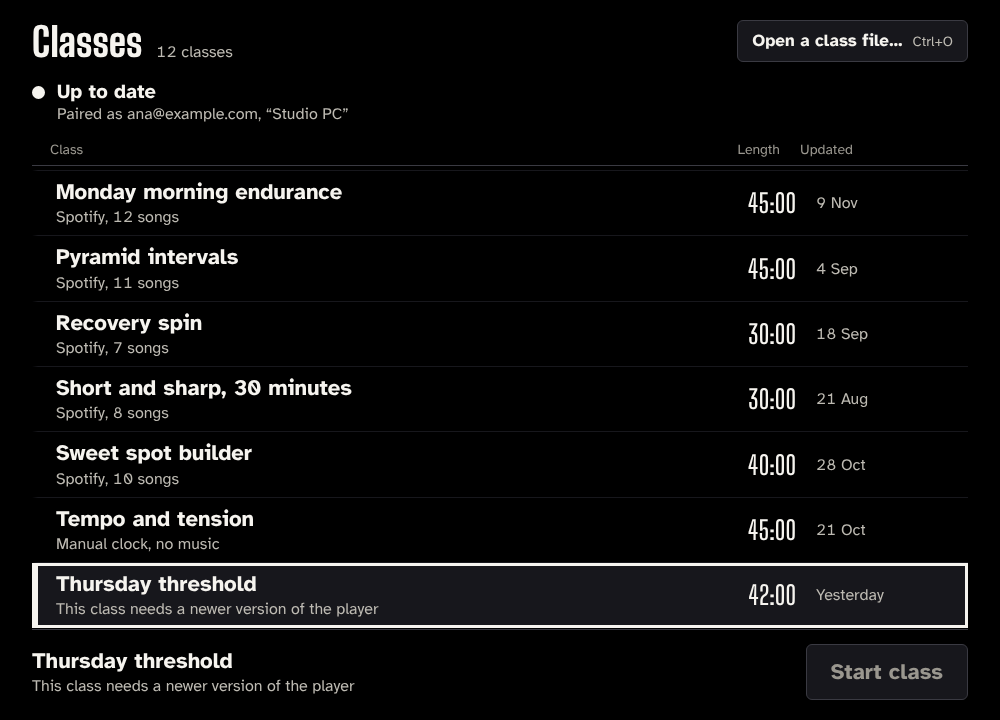 Classes 12 classes
Open a class file... Ctrl+O
Up to date
Paired as ana@example.com, “Studio PC”
Class Length Updated
Monday morning endurance
Spotify, 12 songs
45:00 9 Nov
Pyramid intervals
Spotify, 11 songs
45:00 4 Sep
Recovery spin
Spotify, 7 songs
30:00 18 Sep
Short and sharp, 30 minutes
Spotify, 8 songs
30:00 21 Aug
Sweet spot builder
Spotify, 10 songs
40:00 28 Oct
Tempo and tension
Manual clock, no music
45:00 21 Oct
Thursday threshold
This class needs a newer version of the player
42:00 Yesterday
Thursday threshold
This class needs a newer version of the player
Start class